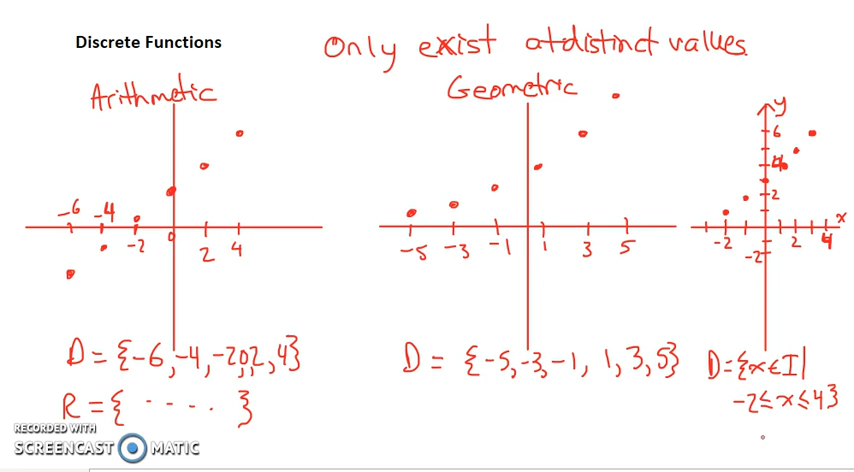 Discrete Functions
Only exist at distinct values.
Arithmetic
Geometric
y
6
4
2
-2
-2 2 4 x
-6 -4 -2 0 2 4
-5 -3 -1 1 3 5
D = {-6, -4, -2, 0, 2, 4}
R = { ..... }
D = {-5, -3, -1, 1, 3, 5}
D = {x ∈ I |
-2 ≤ x ≤ 4}
RECORDED WITH
SCREENCAST MATIC